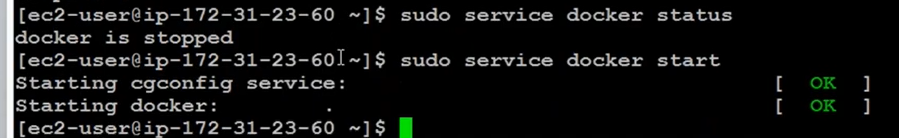 [ec2-user@ip-172-31-23-60 ~]$ sudo service docker status
docker is stopped
[ec2-user@ip-172-31-23-60 ~]$ sudo service docker start
Starting cgconfig service: [ OK ]
Starting docker: . [ OK ]
[ec2-user@ip-172-31-23-60 ~]$